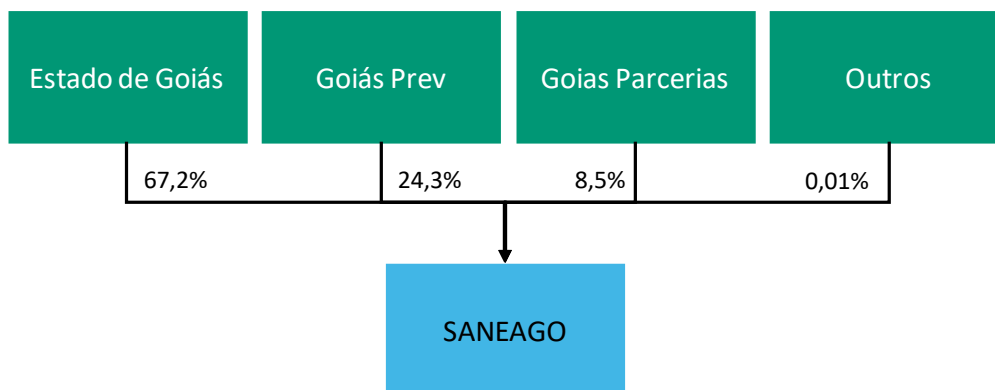 Estado de Goiás
Goiás Prev
Goias Parcerias
Outros
67,2%
24,3%
8,5%
0,01%
SANEAGO